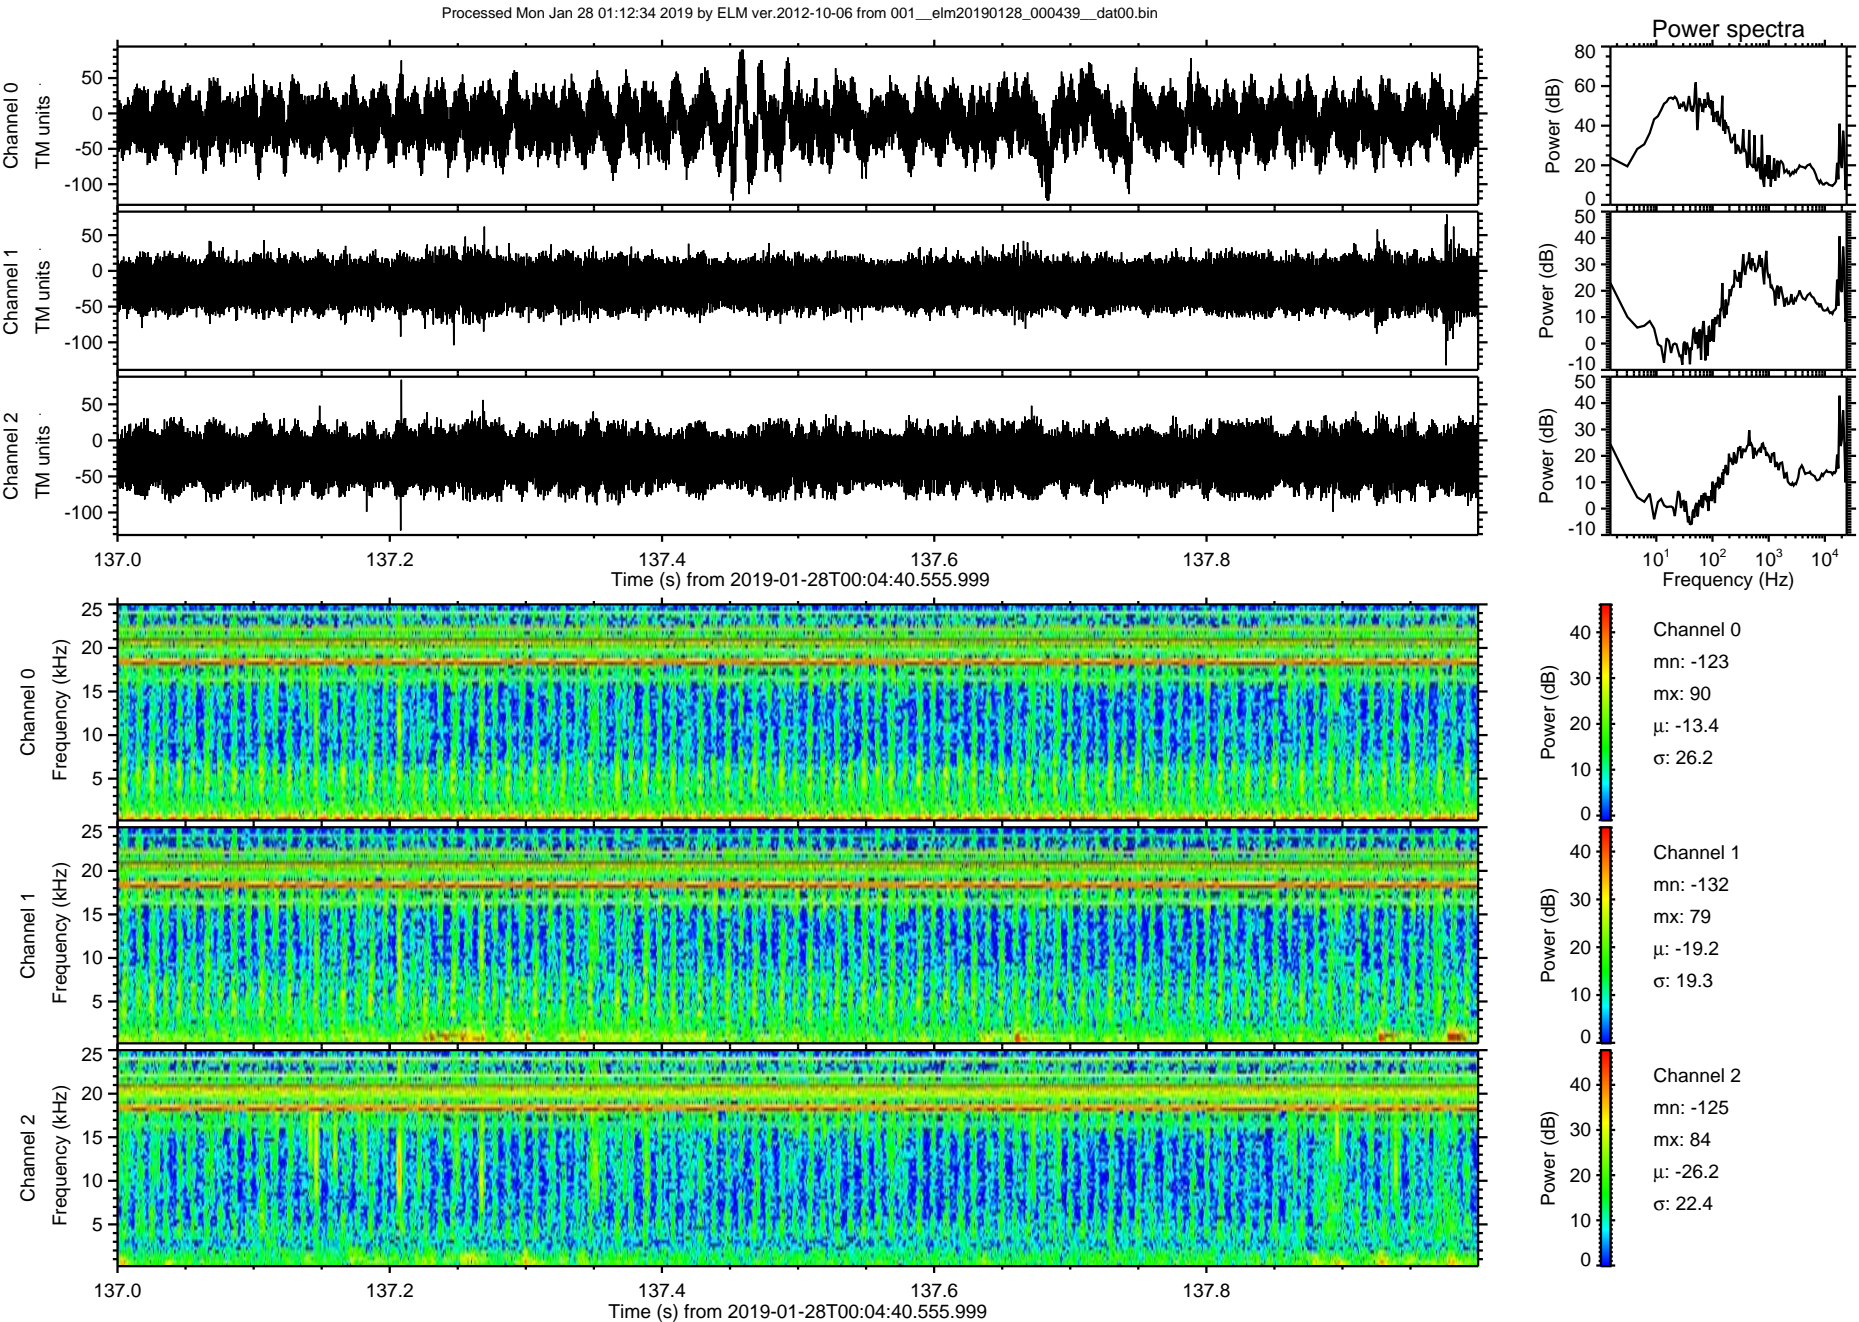 Processed Mon Jan 28 01:12:34 2019 by ELM ver.2012-10-06 from 001__elm20190128_000439__dat00.bin
Power spectra
Channel 0
TM units
50
0
-50
-100
Power (dB)
80
60
40
20
0
Channel 1
TM units
50
0
-50
-100
Power (dB)
50
40
30
20
10
0
-10
Channel 2
TM units
50
0
-50
-100
Power (dB)
50
40
30
20
10
0
-10
137.0 137.2 137.4 137.6 137.8
Time (s) from 2019-01-28T00:04:40.555.999
10¹ 10² 10³ 10⁴
Frequency (Hz)
Channel 0
Frequency (kHz)
25
20
15
10
5
Power (dB)
40
30
20
10
0
Channel 0
mn: -123
mx: 90
μ: -13.4
σ: 26.2
Channel 1
Frequency (kHz)
25
20
15
10
5
Power (dB)
40
30
20
10
0
Channel 1
mn: -132
mx: 79
μ: -19.2
σ: 19.3
Channel 2
Frequency (kHz)
25
20
15
10
5
Power (dB)
40
30
20
10
0
Channel 2
mn: -125
mx: 84
μ: -26.2
σ: 22.4
137.0 137.2 137.4 137.6 137.8
Time (s) from 2019-01-28T00:04:40.555.999